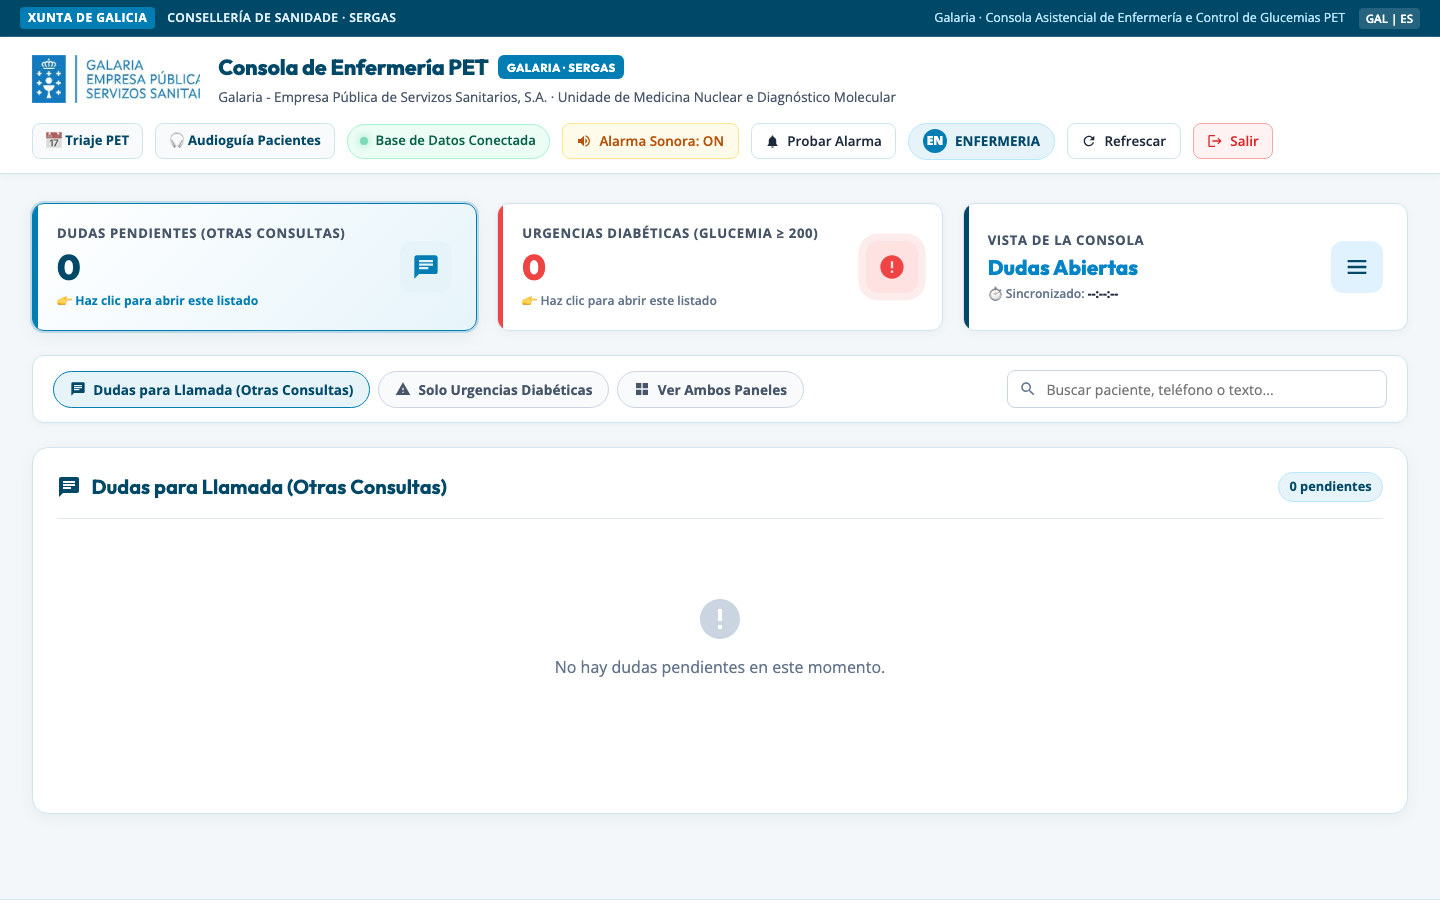 XUNTA DE GALICIA CONSELLERÍA DE SANIDADE · SERGAS
Galaria · Consola Asistencial de Enfermería e Control de Glucemias PET GAL | ES
GALARIA
EMPRESA PÚBLICA
SERVIZOS SANITAI
Consola de Enfermería PET GALARIA · SERGAS
Galaria - Empresa Pública de Servizos Sanitarios, S.A. · Unidade de Medicina Nuclear e Diagnóstico Molecular
Triaje PET
Audioguía Pacientes
Base de Datos Conectada
Alarma Sonora: ON
Probar Alarma
EN ENFERMERIA
Refrescar
Salir
DUDAS PENDIENTES (OTRAS CONSULTAS)
0
Haz clic para abrir este listado
URGENCIAS DIABÉTICAS (GLUCEMIA ≥ 200)
0
Haz clic para abrir este listado
VISTA DE LA CONSOLA
Dudas Abiertas
Sincronizado: --:--:--
Dudas para Llamada (Otras Consultas)
Solo Urgencias Diabéticas
Ver Ambos Paneles
Buscar paciente, teléfono o texto...
Dudas para Llamada (Otras Consultas)
0 pendientes
No hay dudas pendientes en este momento.